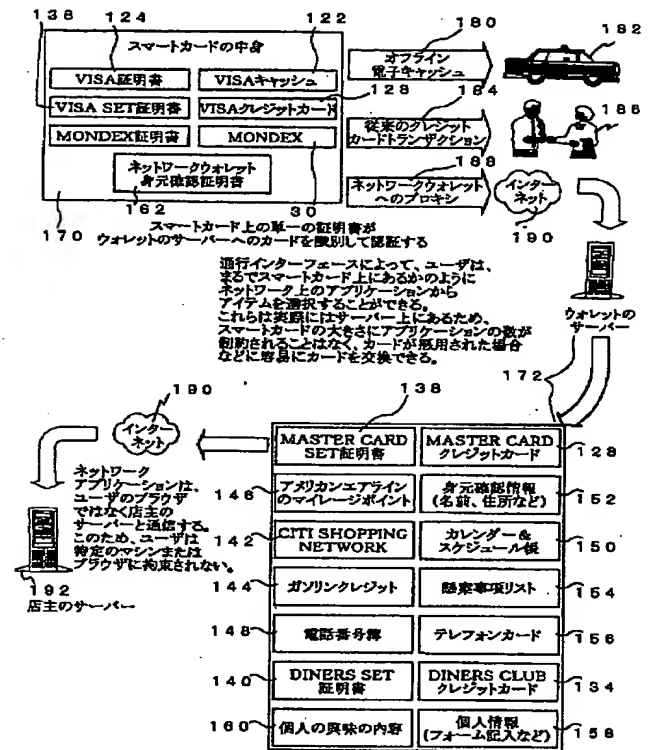 138
124
122
180
182
スマートカードの中身
VISA証明書
VISAキャッシュ
VISA SET証明書
VISAクレジットカード
MONDEX証明書
MONDEX
ネットワークウォレット
身元確認証明書
オフライン
電子キャッシュ
128
184
従来のクレジット
カードトランザクション
186
188
ネットワークウォレット
へのプロキシ
インター
ネット
190
162
30
170
スマートカード上の単一の証明書が
ウォレットのサーバーへのカードを識別して認証する
通行インターフェースによって、ユーザは、
まるでスマートカード上にあるかのように
ネットワーク上のアプリケーションから
アイテムを選択することができる。
これらは実際にはサーバー上にあるため、
スマートカードの大きさにアプリケーションの数が
制約されることはなく、カードが悪用された場合
などに容易にカードを交換できる。
ウォレットの
サーバー
172
190
インター
ネット
138
MASTER CARD
SET証明書
MASTER CARD
クレジットカード
128
ネットワーク
アプリケーションは、
ユーザのブラウザ
ではなく店主の
サーバーと通信する。
このため、ユーザは
特定のマシンまたは
ブラウザに拘束されない。
192
店主のサーバー
146
アメリカンエアライン
のマイレージポイント
身元確認情報
(名前、住所など)
152
142
CITI SHOPPING
NETWORK
カレンダー&
スケジュール帳
150
144
ガソリンクレジット
懸案事項リスト
154
148
電話番号簿
テレフォンカード
156
140
DINERS SET
証明書
DINERS CLUB
クレジットカード
134
160
個人の興味の内容
個人情報
(フォーム記入など)
158